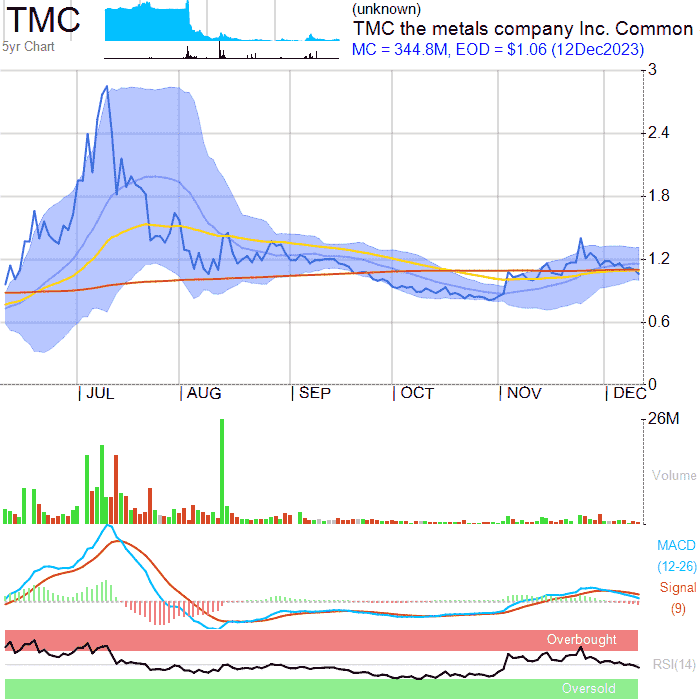 TMC
5yr Chart
(unknown)
TMC the metals company Inc. Common
MC = 344.8M, EOD = $1.06 (12Dec2023)
3
2.4
1.8
1.2
0.6
0
JUL
AUG
SEP
OCT
NOV
DEC
26M
Volume
MACD
(12-26)
Signal
(9)
Overbought
RSI(14)
Oversold